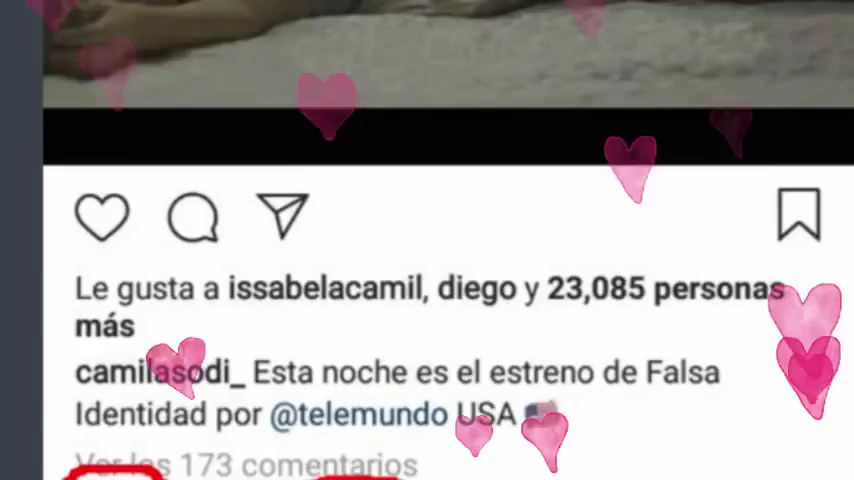 Le gusta a issabelacamil, diego y 23,085 personas
más
camilasodi_ Esta noche es el estreno de Falsa
Identidad por @telemundo USA 🇺🇸
Ver los 173 comentarios